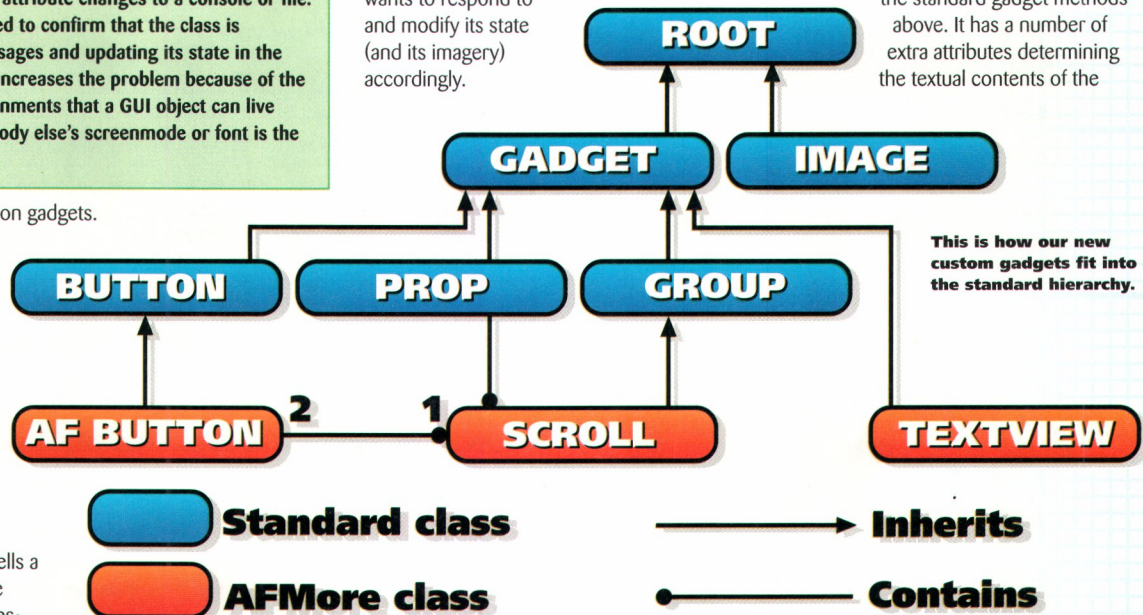 attribute changes to a console or file.
ed to confirm that the class is
sages and updating its state in the
ncreases the problem because of the
nments that a GUI object can live
ody else's screenmode or font is the
on gadgets.
wants to respond to
and modify its state
(and its imagery)
accordingly.
the standard gadget methods
above. It has a number of
extra attributes determining
the textual contents of the
ROOT
GADGET
IMAGE
This is how our new
custom gadgets fit into
the standard hierarchy.
BUTTON
PROP
GROUP
2
1
AF BUTTON
SCROLL
TEXTVIEW
Standard class
Inherits
ells a
AFMore class
Contains